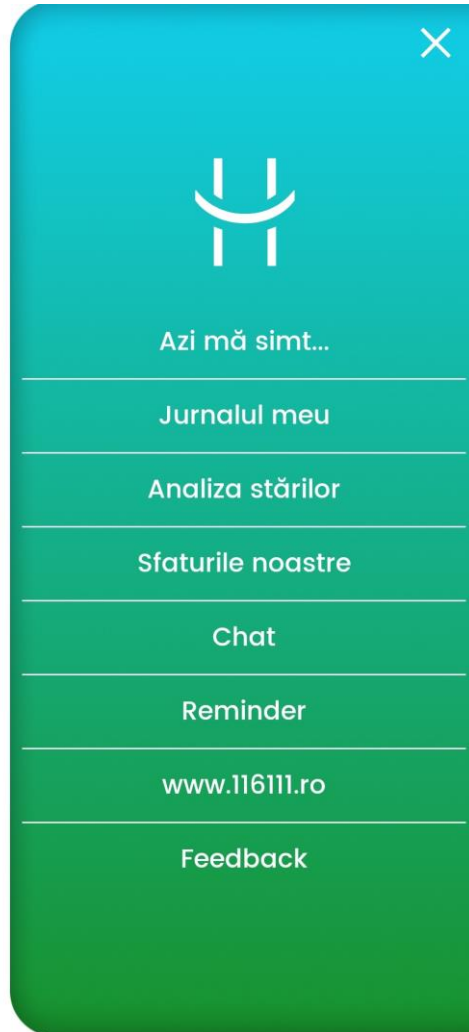 Azi mă simt...
Jurnalul meu
Analiza stărilor
Sfaturile noastre
Chat
Reminder
www.116111.ro
Feedback